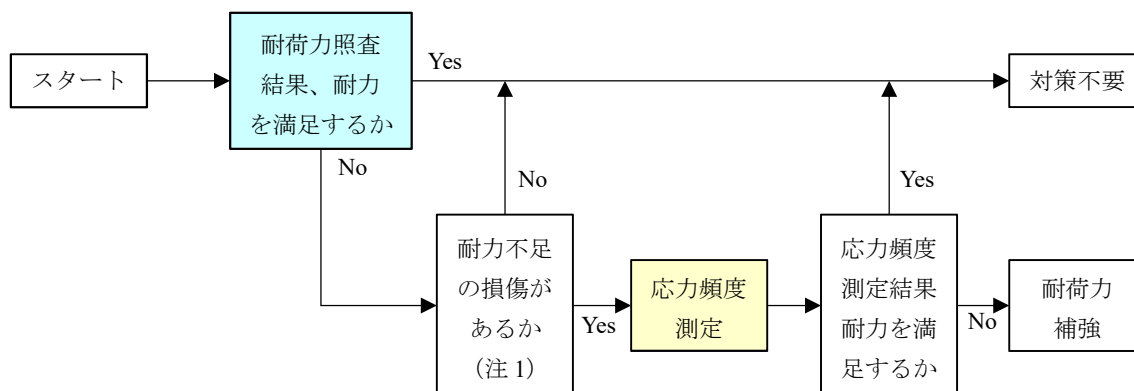 スタート
耐荷力照査
結果、耐力
を満足するか
Yes
対策不要
No
No
Yes
耐力不足
の損傷が
あるか
（注1）
Yes
応力頻度
測定
応力頻度
測定結果
耐力を満
足するか
No
耐荷力
補強